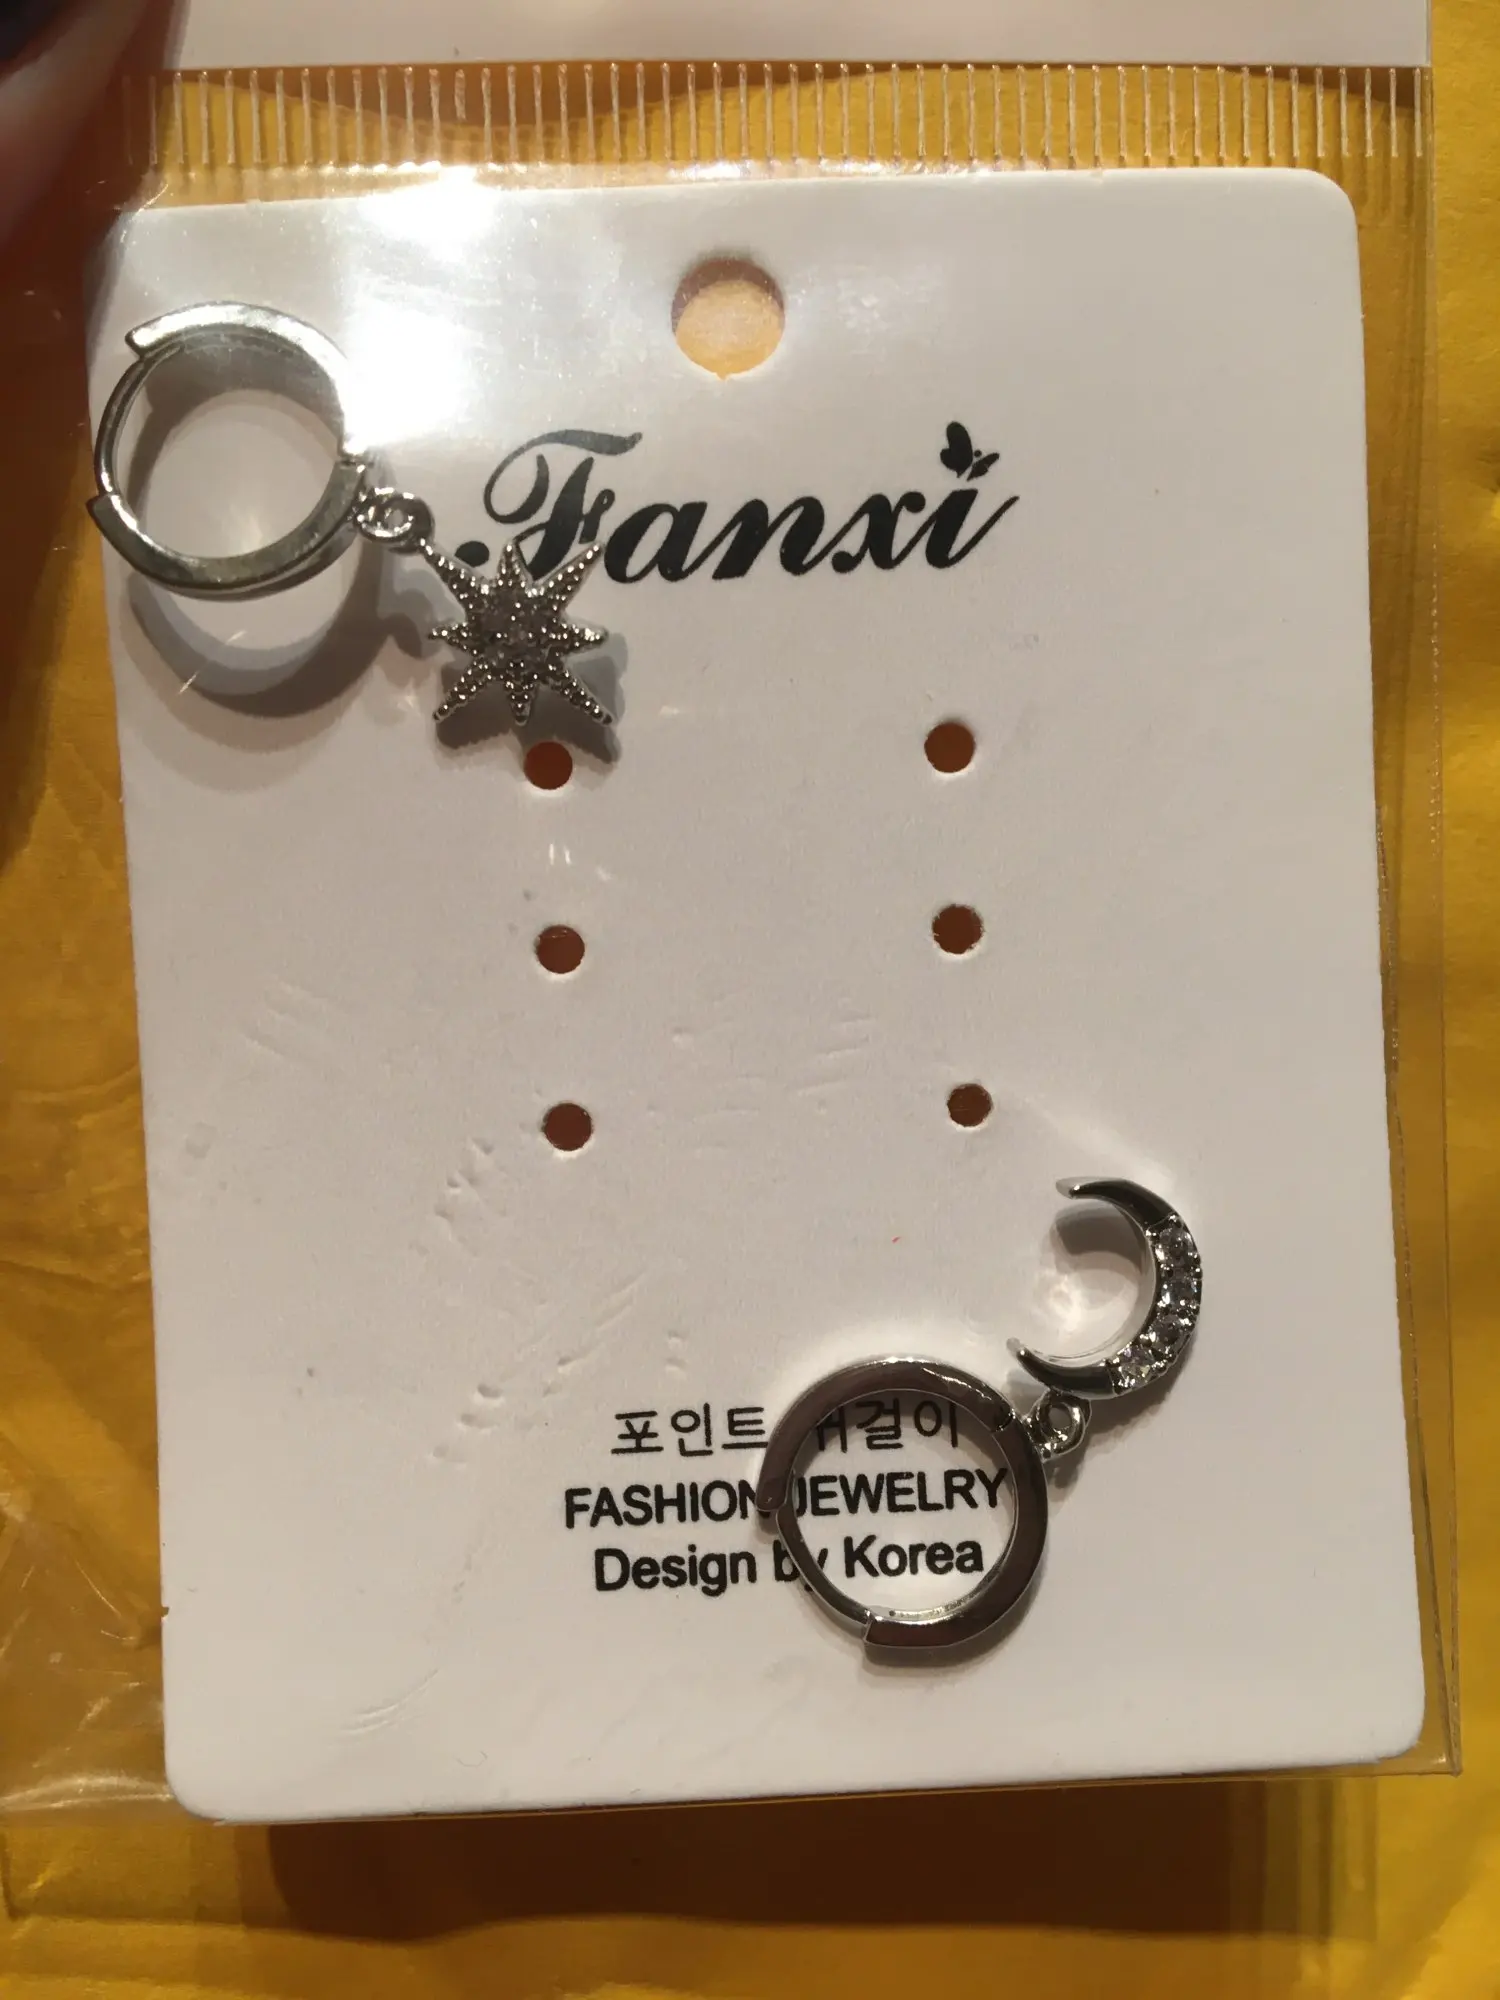 Fanxi
포인트 걸이
FASHION JEWELRY
Design by Korea